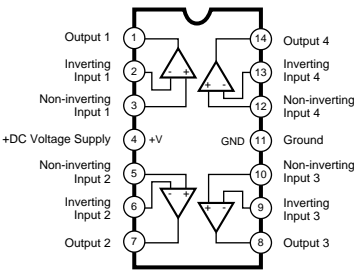 Output 1
1
14
Output 4
Inverting
Input 1
2
- +
+ -
13
Inverting
Input 4
Non-inverting
Input 1
3
12
Non-inverting
Input 4
+DC Voltage Supply
4
+V
GND
11
Ground
Non-inverting
Input 2
5
10
Non-inverting
Input 3
Inverting
Input 2
6
- +
+ -
9
Inverting
Input 3
Output 2
7
8
Output 3